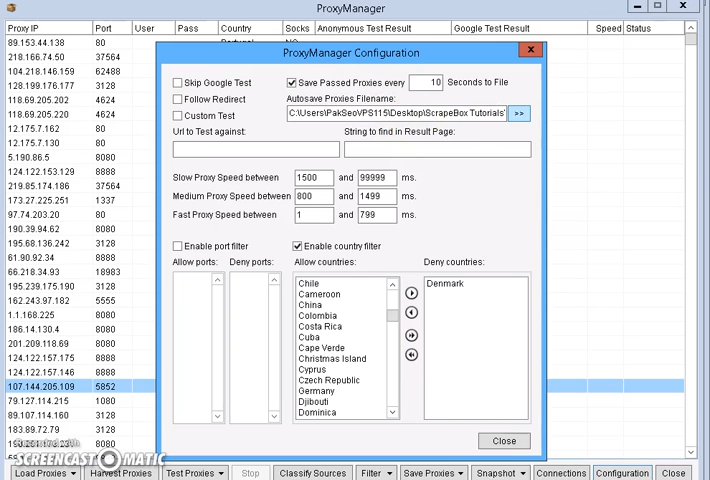 ProxyManager
Proxy IP Port User Pass Country Socks Anonymous Test Result Google Test Result Speed Status
89.153.44.138 80
218.166.74.50 37564
104.218.146.159 62488
128.199.176.177 3128
118.69.205.202 4624
118.69.205.220 4624
12.175.7.162 80
12.175.7.130 80
5.190.86.5 8080
124.122.153.129 8888
219.85.174.186 37564
173.27.225.251 1337
97.74.203.20 80
190.39.94.62 8080
195.68.136.242 3128
61.90.92.34 8888
66.218.34.93 18983
195.239.175.190 3128
162.243.97.182 5555
1.1.168.225 8080
186.14.130.4 8080
201.209.118.69 8080
124.122.157.175 8888
124.122.157.146 8888
107.144.205.109 5852
79.127.114.215 1080
89.107.114.160 3128
183.89.72.79 3128
8080
ProxyManager Configuration
Skip Google Test
Follow Redirect
Custom Test
Save Passed Proxies every 10 Seconds to File
Autosave Proxies Filename:
C:\Users\PakSeoVPS115\Desktop\ScrapeBox Tutorials\ >>
Url to Test against: String to find in Result Page:
Slow Proxy Speed between 1500 and 99999 ms.
Medium Proxy Speed between 800 and 1499 ms.
Fast Proxy Speed between 1 and 799 ms.
Enable port filter Enable country filter
Allow ports: Deny ports: Allow countries: Deny countries:
Chile
Cameroon
China
Colombia
Costa Rica
Cuba
Cape Verde
Christmas Island
Cyprus
Czech Republic
Germany
Djibouti
Dominica
Denmark
Close
SCREENCAST-O-MATIC
Load Proxies Harvest Proxies Test Proxies Stop Classify Sources Filter Save Proxies Snapshot Connections Configuration Close